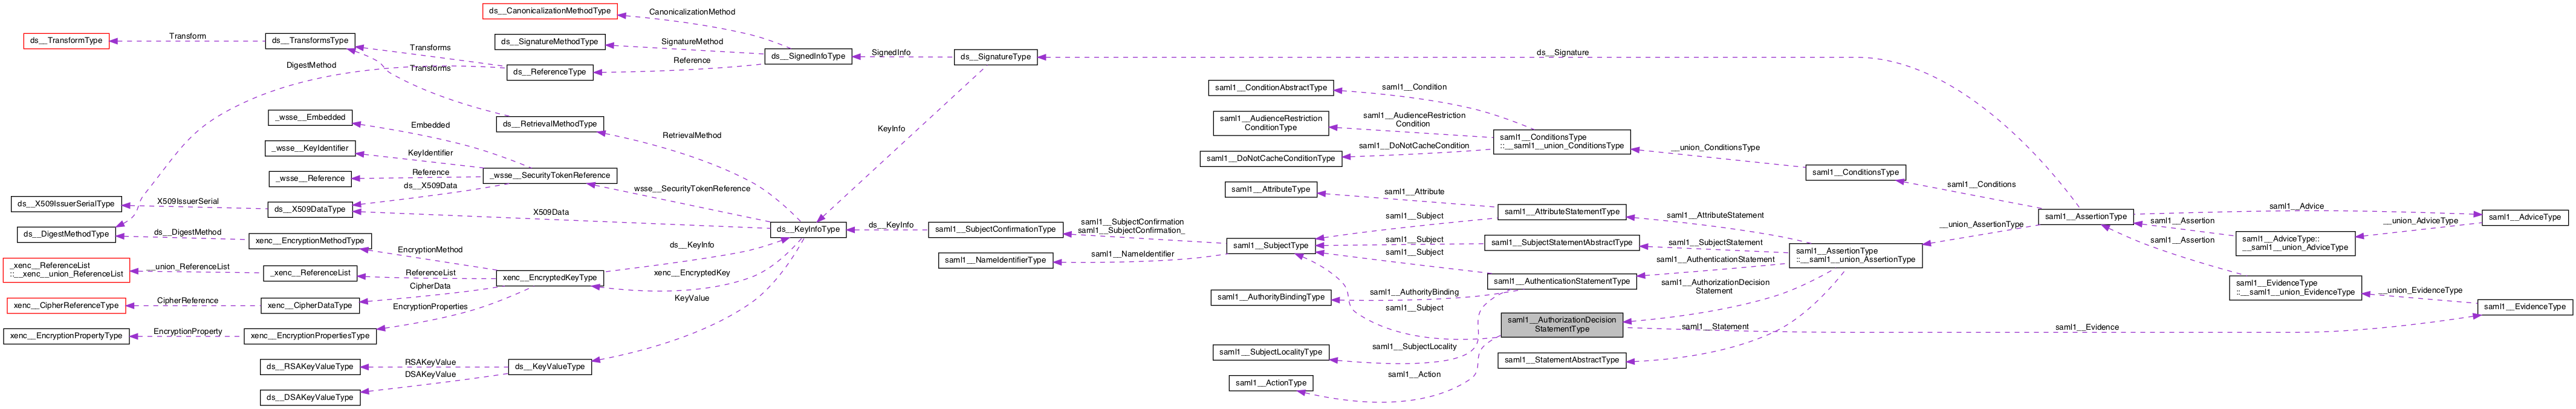 ds__CanonicalizationMethodType
CanonicalizationMethod
ds__TransformType
Transform
ds__TransformsType
Transforms
ds__SignatureMethodType
SignatureMethod
ds__SignedInfoType
SignedInfo
ds__SignatureType
ds__Signature
DigestMethod
Transforms
ds__ReferenceType
Reference
_wsse__Embedded
Embedded
ds__RetrievalMethodType
RetrievalMethod
KeyInfo
_wsse__KeyIdentifier
KeyIdentifier
_wsse__Reference
Reference
_wsse__SecurityTokenReference
wsse__SecurityTokenReference
ds__X509Data
ds__X509IssuerSerialType
X509IssuerSerial
ds__X509DataType
X509Data
ds__DigestMethodType
ds__DigestMethod
xenc__EncryptionMethodType
EncryptionMethod
ds__KeyInfo
ds__KeyInfoType
ds__KeyInfo
_xenc__ReferenceList
::__xenc__union_ReferenceList
__union_ReferenceList
_xenc__ReferenceList
ReferenceList
xenc__EncryptedKeyType
xenc__EncryptedKey
CipherData
xenc__CipherReferenceType
CipherReference
xenc__CipherDataType
KeyValue
EncryptionProperties
xenc__EncryptionPropertyType
EncryptionProperty
xenc__EncryptionPropertiesType
ds__RSAKeyValueType
RSAKeyValue
ds__KeyValueType
DSAKeyValue
ds__DSAKeyValueType
saml1__ConditionAbstractType
saml1__Condition
saml1__AudienceRestriction
ConditionType
saml1__AudienceRestriction
Condition
saml1__ConditionsType
::__saml1__union_ConditionsType
saml1__DoNotCacheConditionType
saml1__DoNotCacheCondition
__union_ConditionsType
saml1__ConditionsType
saml1__Conditions
saml1__AttributeType
saml1__Attribute
saml1__AttributeStatementType
saml1__AttributeStatement
saml1__Subject
saml1__SubjectConfirmationType
saml1__SubjectConfirmation
saml1__SubjectConfirmation_
saml1__SubjectType
saml1__Subject
saml1__SubjectStatementAbstractType
saml1__SubjectStatement
saml1__Subject
saml1__NameIdentifierType
saml1__NameIdentifier
saml1__AuthenticationStatement
saml1__AuthenticationStatementType
saml1__AssertionType
::__saml1__union_AssertionType
__union_AssertionType
saml1__AssertionType
saml1__Advice
saml1__AdviceType
saml1__Assertion
__union_AdviceType
saml1__AdviceType::
__saml1__union_AdviceType
saml1__Assertion
saml1__AuthorityBindingType
saml1__AuthorityBinding
saml1__Subject
saml1__AuthorizationDecision
Statement
saml1__EvidenceType
::__saml1__union_EvidenceType
__union_EvidenceType
saml1__EvidenceType
saml1__AuthorizationDecision
StatementType
saml1__Statement
saml1__Evidence
saml1__SubjectLocalityType
saml1__SubjectLocality
saml1__StatementAbstractType
saml1__ActionType
saml1__Action